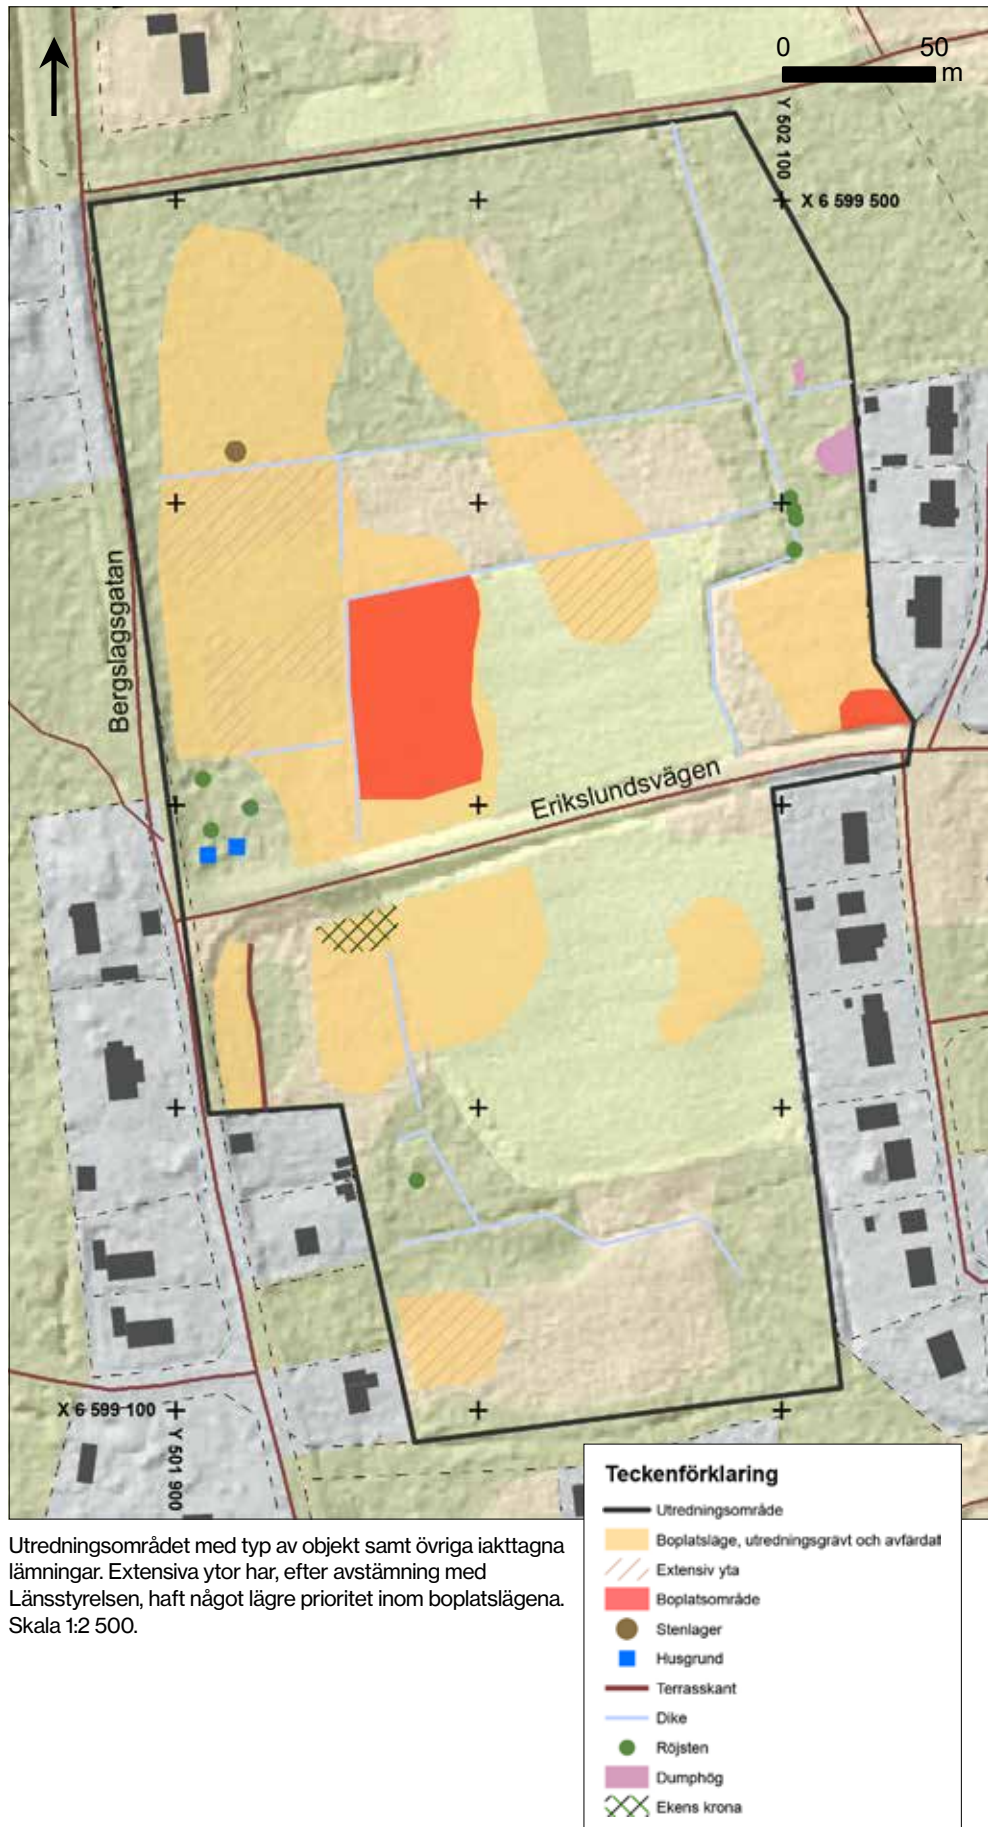 0 50
m
Y 502 100
X 6 599 500
Bergslagsgatan
Erikslundsvägen
X 6 599 100
Y 501 900
Teckenförklaring
Utredningsområde
Boplatsläge, utredningsgrävt och avfärdat
Extensiv yta
Boplatsområde
Stenlager
Husgrund
Terrasskant
Dike
Röjsten
Dumphög
Ekens krona
Utredningsområdet med typ av objekt samt övriga iakttagna
lämningar. Extensiva ytor har, efter avstämning med
Länsstyrelsen, haft något lägre prioritet inom boplatslägena.
Skala 1:2 500.